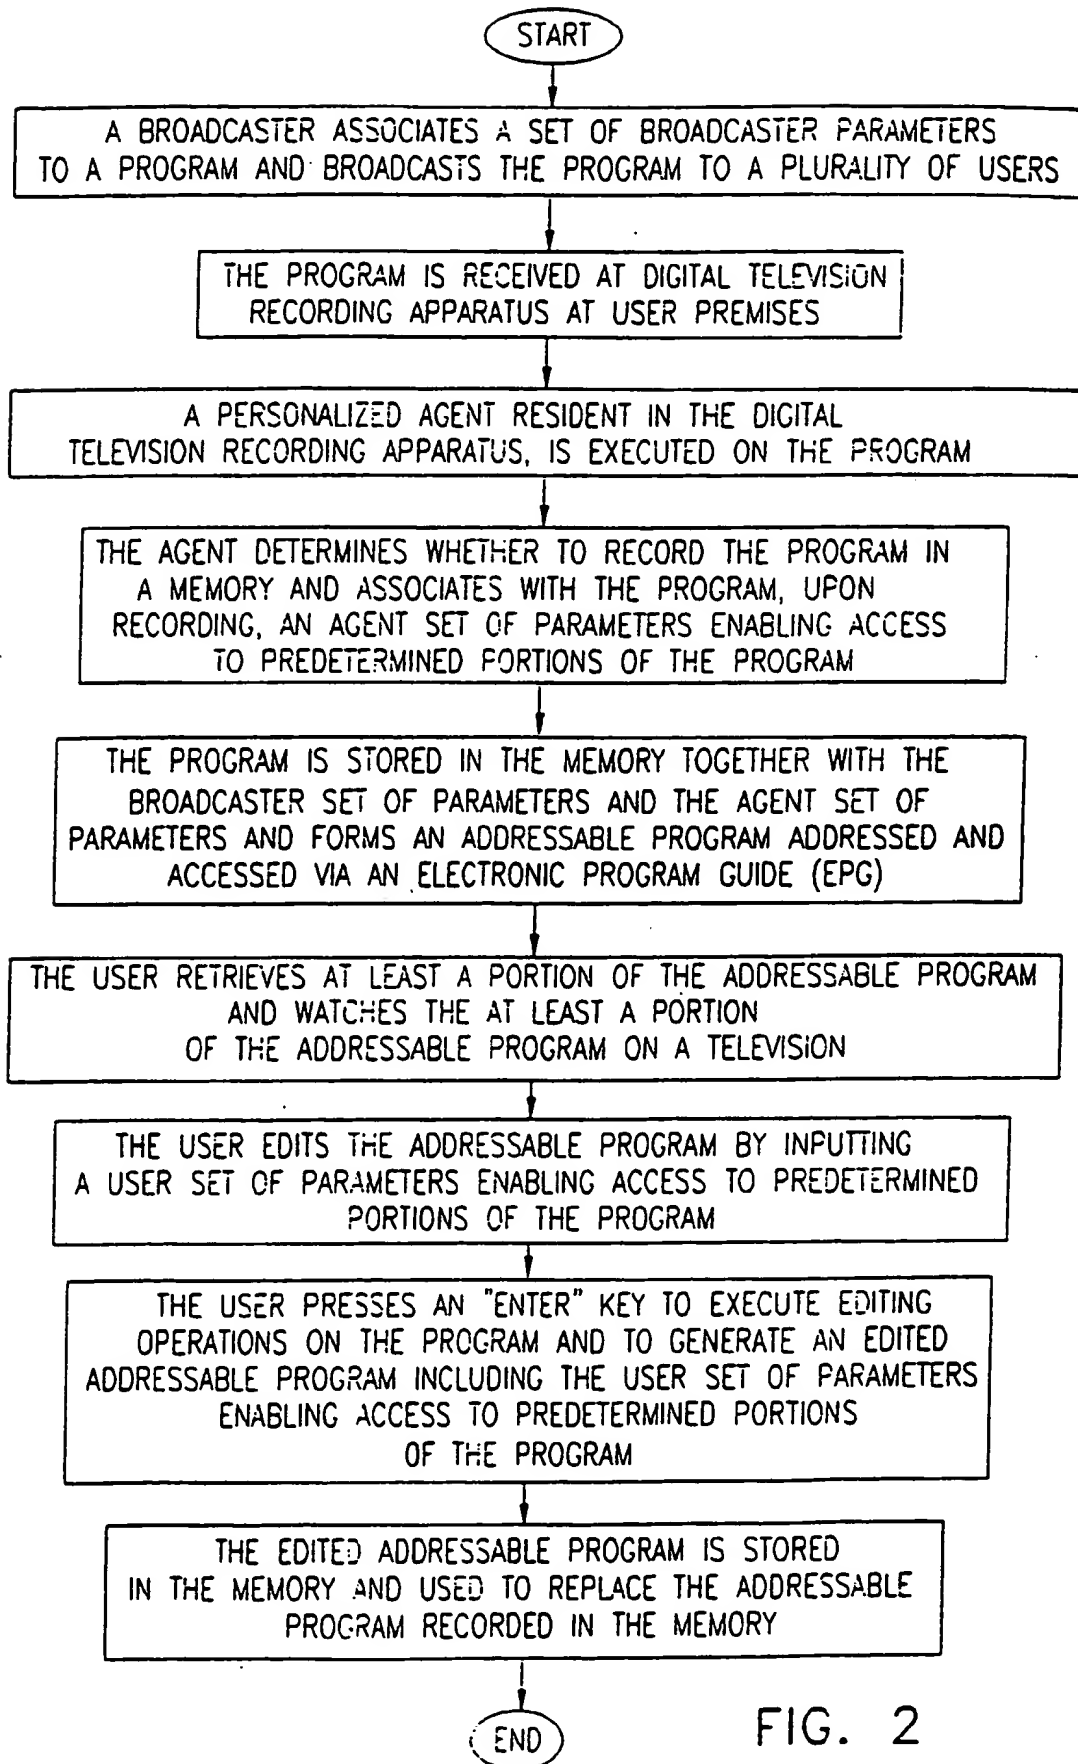 START
A BROADCASTER ASSOCIATES A SET OF BROADCASTER PARAMETERS
TO A PROGRAM AND BROADCASTS THE PROGRAM TO A PLURALITY OF USERS
THE PROGRAM IS RECEIVED AT DIGITAL TELEVISION
RECORDING APPARATUS AT USER PREMISES
A PERSONALIZED AGENT RESIDENT IN THE DIGITAL
TELEVISION RECORDING APPARATUS, IS EXECUTED ON THE PROGRAM
THE AGENT DETERMINES WHETHER TO RECORD THE PROGRAM IN
A MEMORY AND ASSOCIATES WITH THE PROGRAM, UPON
RECORDING, AN AGENT SET OF PARAMETERS ENABLING ACCESS
TO PREDETERMINED PORTIONS OF THE PROGRAM
THE PROGRAM IS STORED IN THE MEMORY TOGETHER WITH THE
BROADCASTER SET OF PARAMETERS AND THE AGENT SET OF
PARAMETERS AND FORMS AN ADDRESSABLE PROGRAM ADDRESSED AND
ACCESSED VIA AN ELECTRONIC PROGRAM GUIDE (EPG)
THE USER RETRIEVES AT LEAST A PORTION OF THE ADDRESSABLE PROGRAM
AND WATCHES THE AT LEAST A PORTION
OF THE ADDRESSABLE PROGRAM ON A TELEVISION
THE USER EDITS THE ADDRESSABLE PROGRAM BY INPUTTING
A USER SET OF PARAMETERS ENABLING ACCESS TO PREDETERMINED
PORTIONS OF THE PROGRAM
THE USER PRESSES AN "ENTER" KEY TO EXECUTE EDITING
OPERATIONS ON THE PROGRAM AND TO GENERATE AN EDITED
ADDRESSABLE PROGRAM INCLUDING THE USER SET OF PARAMETERS
ENABLING ACCESS TO PREDETERMINED PORTIONS
OF THE PROGRAM
THE EDITED ADDRESSABLE PROGRAM IS STORED
IN THE MEMORY AND USED TO REPLACE THE ADDRESSABLE
PROGRAM RECORDED IN THE MEMORY
END
FIG. 2